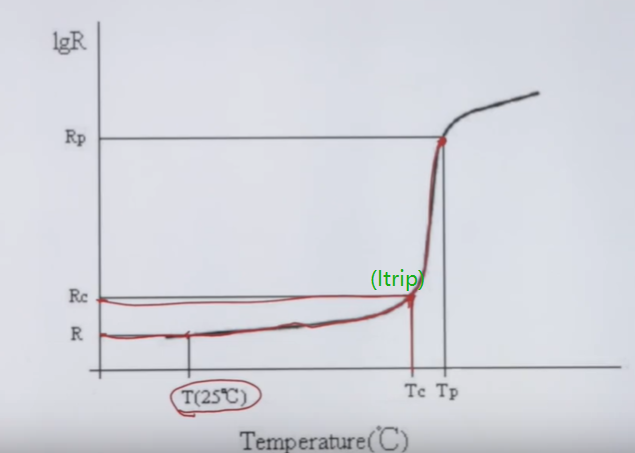 lgR
Rp
(Itrip)
Rc
R
T(25℃)
Tc Tp
Temperature(℃)